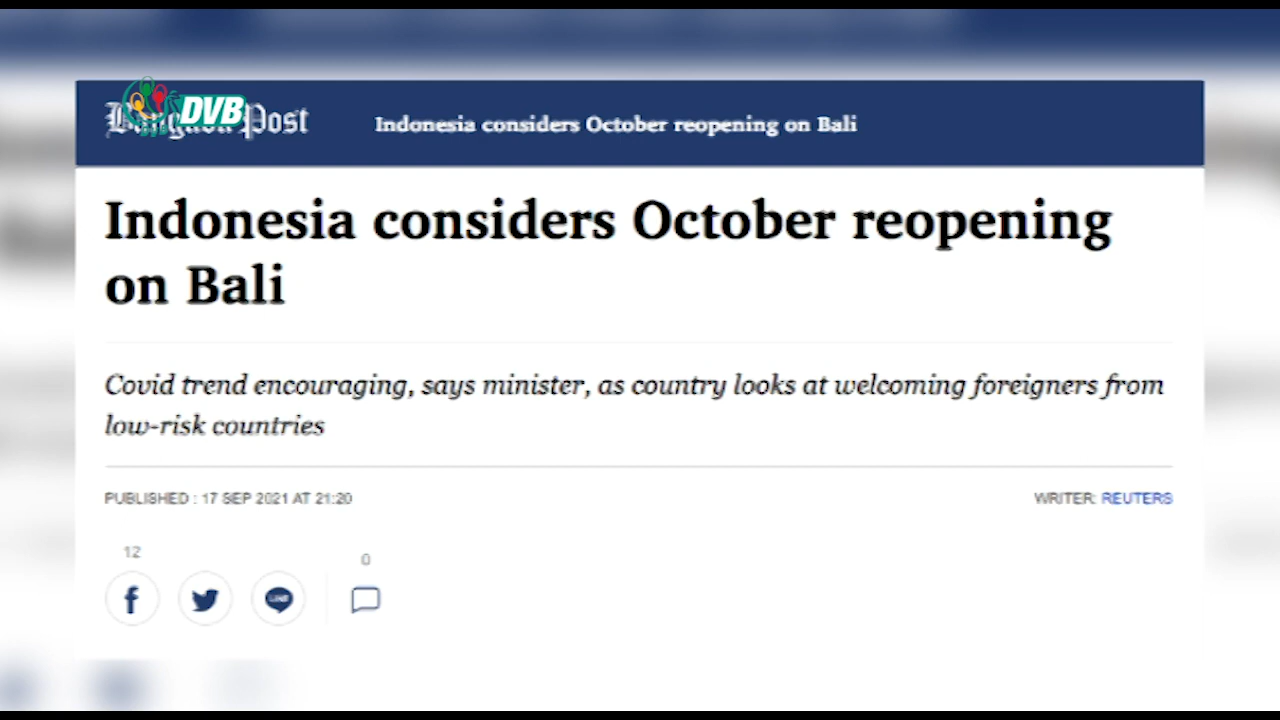 DVB
Post
Indonesia considers October reopening on Bali
Indonesia considers October reopening
on Bali
Covid trend encouraging, says minister, as country looks at welcoming foreigners from
low-risk countries
PUBLISHED : 17 SEP 2021 AT 21:20
WRITER: REUTERS
12
0
LINE